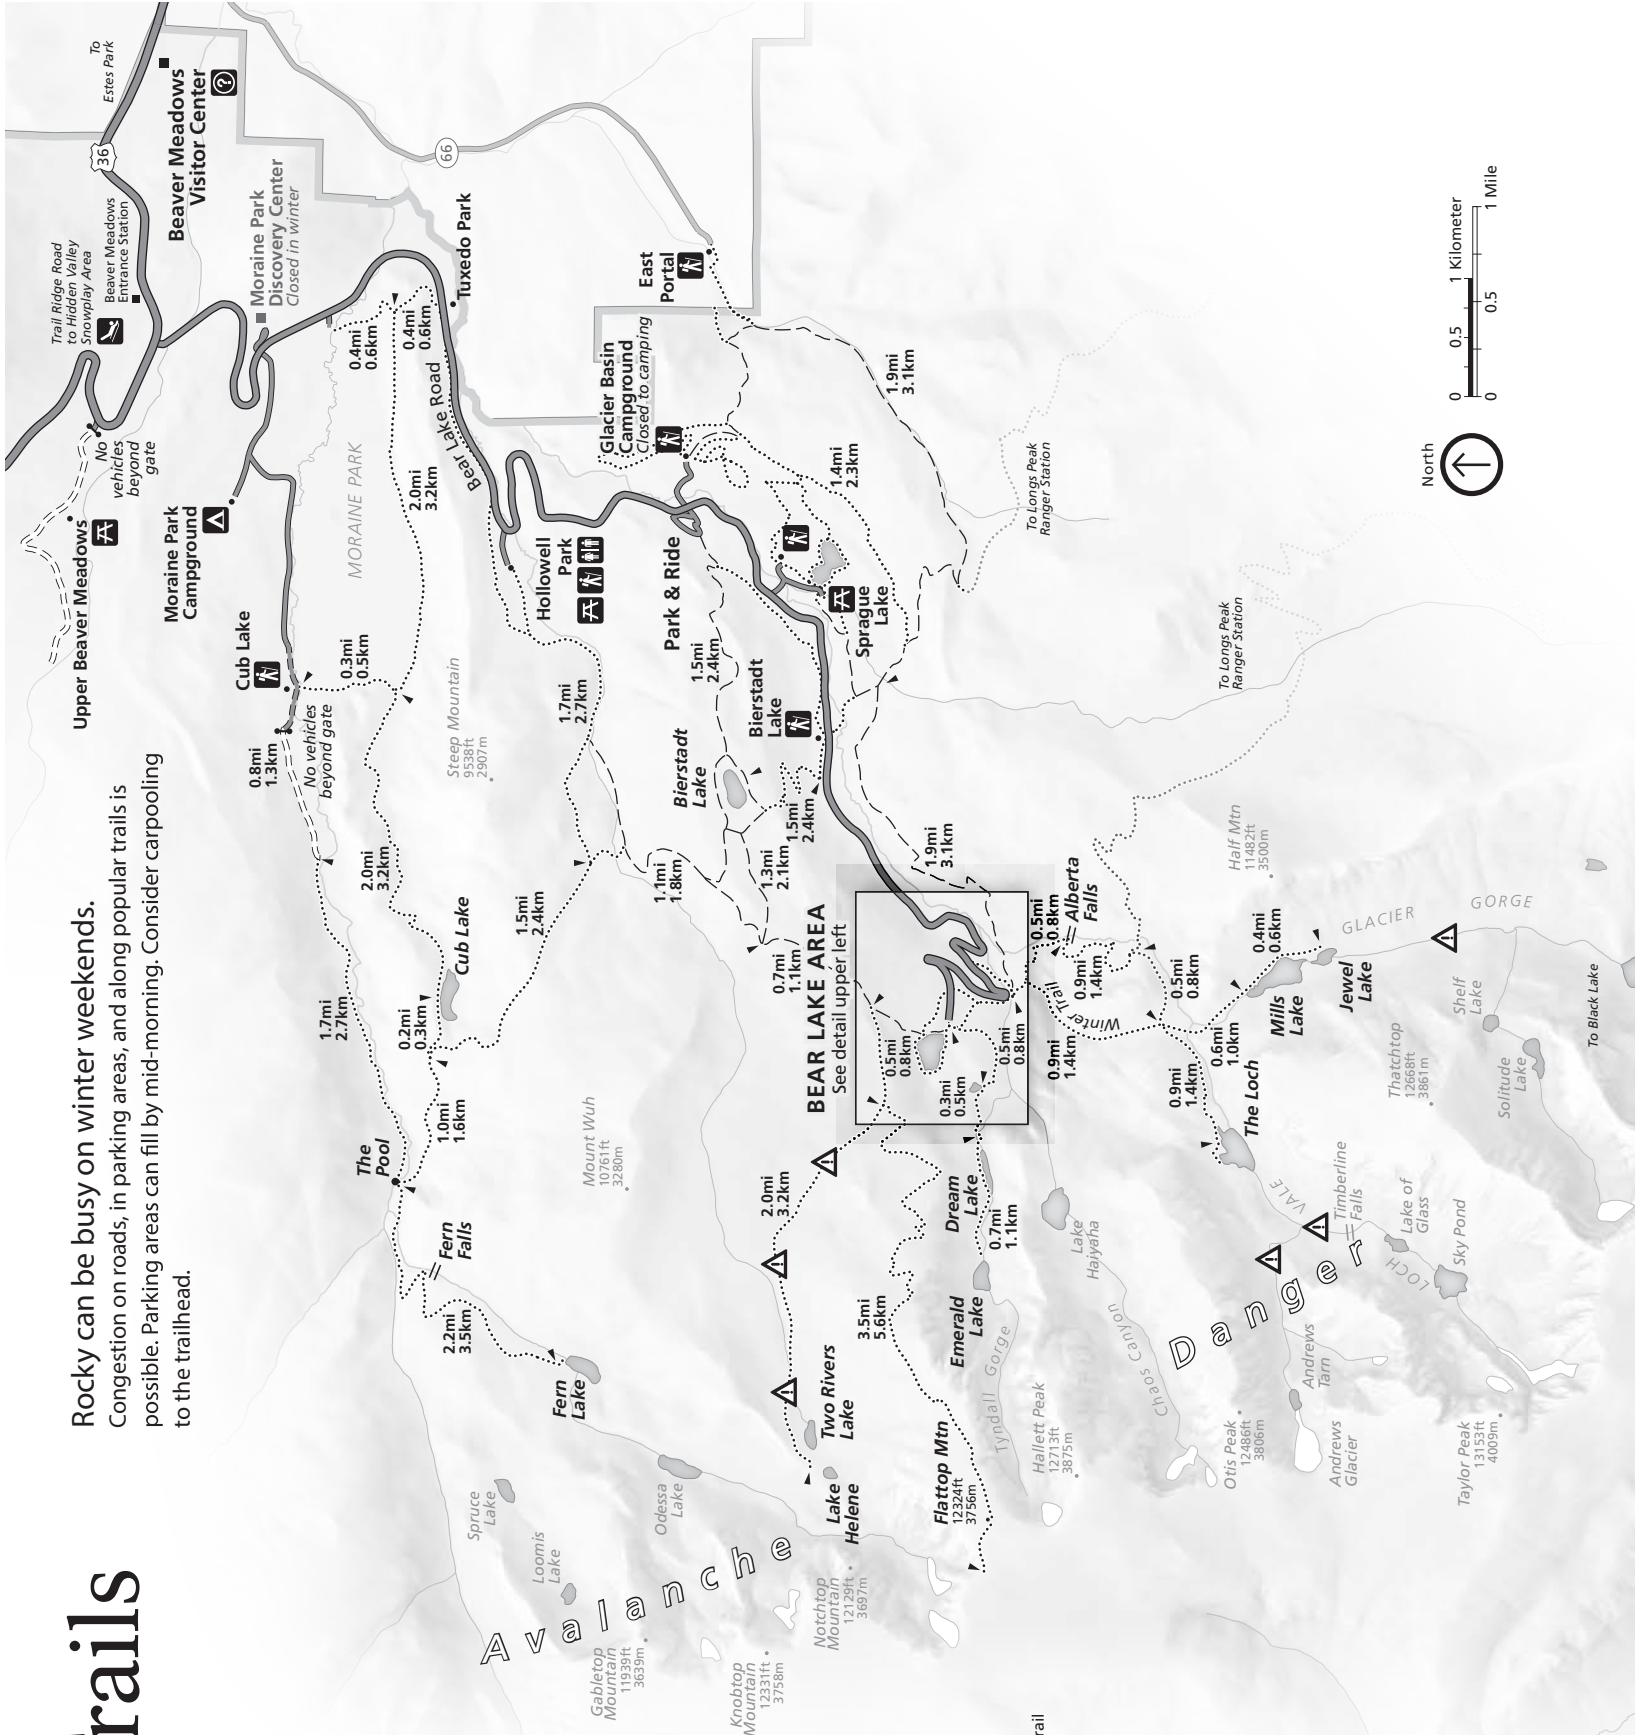 rails
Rocky can be busy on winter weekends.
Congestion on roads, in parking areas, and along popular trails is
possible. Parking areas can fill by mid-morning. Consider carpooling
to the trailhead.
To
Estes Park
36
Beaver Meadows
Visitor Center
?
Trail Ridge Road
to Hidden Valley
Snowplay Area
Beaver Meadows
Entrance Station
Moraine Park
Discovery Center
Closed in winter
66
Tuxedo Park
No
vehicles
beyond
gate
Upper Beaver Meadows
Moraine Park
Campground
MORAINE PARK
0.4mi
0.6km
0.4mi
0.6km
Bear Lake Road
2.0mi
3.2km
East
Portal
Glacier Basin
Campground
Closed to camping
1.9mi
3.1km
1.4mi
2.3km
To Longs Peak
Ranger Station
Cub Lake
0.3mi
0.5km
0.8mi
1.3km
No vehicles
beyond gate
Steep Mountain
9538ft
2907m
Hollowell
Park
Park & Ride
1.7mi
2.7km
1.5mi
2.4km
Bierstadt
Lake
Bierstadt
Lake
Sprague
Lake
To Longs Peak
Ranger Station
2.0mi
3.2km
Cub Lake
1.5mi
2.4km
1.1mi
1.8km
1.3mi
2.1km
1.5mi
2.4km
1.9mi
3.1km
0.7mi
1.1km
BEAR LAKE AREA
See detail upper left
0.5mi
0.8km
Alberta
Falls
Half Mtn
11482ft
3500m
1.7mi
2.7km
0.2mi
0.3km
0.5mi
0.8km
0.3mi
0.5km
0.5mi
0.8km
Winter Trail
0.9mi
1.4km
0.9mi
1.4km
0.5mi
0.8km
0.4mi
0.6km
GLACIER
GORGE
Mills
Lake
Jewel
Lake
0.6mi
1.0km
0.9mi
1.4km
The Loch
Shelf
Lake
Solitude
Lake
To Black Lake
Thatchtop
12668ft
3861m
The
Pool
1.0mi
1.6km
Mount Wuh
10761ft
3280m
Fern
Falls
2.2mi
3.5km
Fern
Lake
2.0mi
3.2km
Dream
Lake
0.7mi
1.1km
Lake
Haiyaha
3.5mi
5.6km
Emerald
Lake
Two Rivers
Lake
Lake
Helene
Flattop Mtn
12324ft
3756m
Tyndall Gorge
Hallett Peak
12713ft
3875m
Chaos Canyon
Otis Peak
12486ft
3806m
LOCH
VALE
Timberline
Falls
Lake of
Glass
Sky Pond
Andrews
Tarn
Andrews
Glacier
Taylor Peak
13153ft
4009m
Spruce
Lake
Loomis
Lake
Odessa
Lake
Gabletop
Mountain
11939ft
3639m
Knobtop
Mountain
12331ft
3758m
Notchtop
Mountain
12129ft
3697m
Avalanche
Danger
rail
North
0 0.5 1 Kilometer
0 0.5 1 Mile